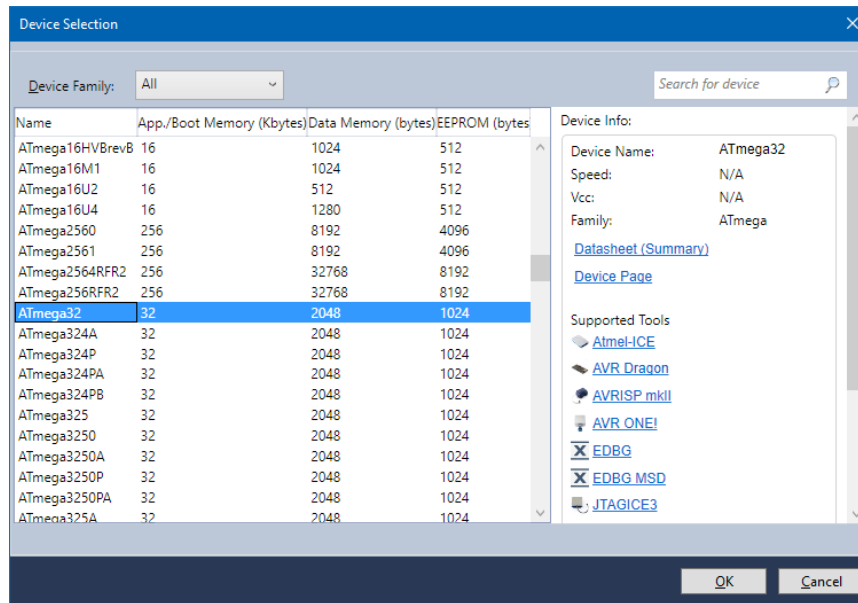 Device Selection
Device Family: All Search for device
Name App./Boot Memory (Kbytes) Data Memory (bytes) EEPROM (bytes
ATmega16HVBrevB 16 1024 512
ATmega16M1 16 1024 512
ATmega16U2 16 512 512
ATmega16U4 16 1280 512
ATmega2560 256 8192 4096
ATmega2561 256 8192 4096
ATmega2564RFR2 256 32768 8192
ATmega256RFR2 256 32768 8192
ATmega32 32 2048 1024
ATmega324A 32 2048 1024
ATmega324P 32 2048 1024
ATmega324PA 32 2048 1024
ATmega324PB 32 2048 1024
ATmega325 32 2048 1024
ATmega3250 32 2048 1024
ATmega3250A 32 2048 1024
ATmega3250P 32 2048 1024
ATmega3250PA 32 2048 1024
ATmega325A 32 2048 1024
Device Info:
Device Name: ATmega32
Speed: N/A
Vcc: N/A
Family: ATmega
Datasheet (Summary)
Device Page
Supported Tools
Atmel-ICE
AVR Dragon
AVRISP mkII
AVR ONE!
EDBG
EDBG MSD
JTAGICE3
OK Cancel